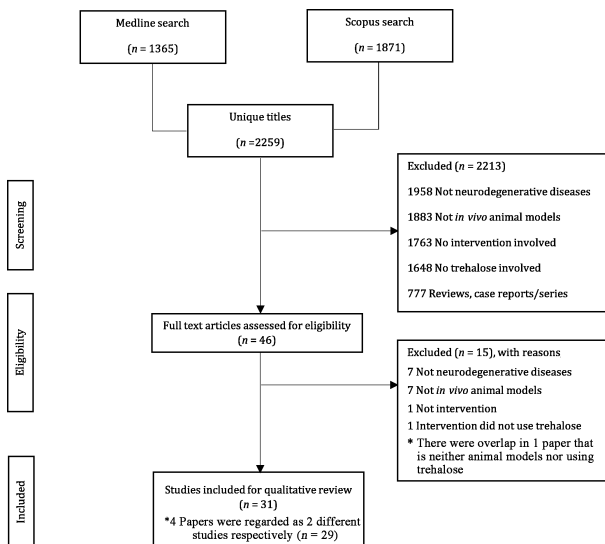 Medline search
(n = 1365)
Scopus search
(n = 1871)
Unique titles
(n =2259)
Screening
Excluded (n = 2213)
1958 Not neurodegenerative diseases
1883 Not in vivo animal models
1763 No intervention involved
1648 No trehalose involved
777 Reviews, case reports/series
Eligibility
Full text articles assessed for eligibility
(n = 46)
Excluded (n = 15), with reasons
7 Not neurodegenerative diseases
7 Not in vivo animal models
1 Not intervention
1 Intervention did not use trehalose
* There were overlap in 1 paper that
is neither animal models nor using
trehalose
Included
Studies included for qualitative review
(n = 31)
*4 Papers were regarded as 2 different
studies respectively (n = 29)